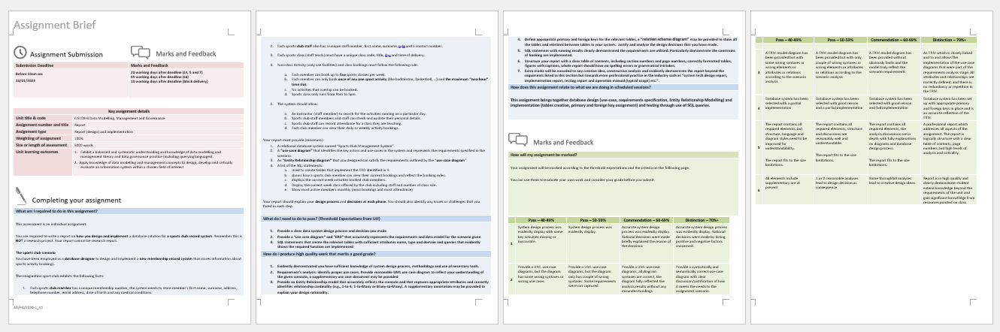 Assignment Brief
Assignment Submission
Marks and Feedback
Submission Deadline
Marks and Feedback
Before 10am on:
13/01/2020
20 working days after deadline (L4, 5 and 7)
15 working days after deadline (L6)
10 working days after deadline (block delivery)
Key assignment details
Unit title & code
Data Modelling, Management and Governance
Assignment number and title
Report
Assignment type
Report (design) and implementation
Weighting of assignment
100%
Size or length of assessment
5000 words
Unit learning outcomes
1. Exhibit a balanced and systematic understanding and knowledge of data modelling and
management theory and data governance practice (including querying languages).
2. Apply knowledge of data modelling and management concepts to design, develop and critically
evaluate an information system within a chosen field of interest
Completing your assignment
What am I required to do in this assignment?
This assessment is an individual assignment.
You are required to write a report on how you design and implement a database solution for a sports club record system. Remember this is
NOT a research project. Your report cannot be research report.
The sports club scenario
You have been employed as database designer to design and implement a new membership record system that stores information about
sports activity bookings.
The imagination sport club exhibits the following facts:
1. Each sports club member has a unique membership number, the system needs to store member's first name, surname, address,
telephone number, email address, date of birth and any medical conditions.
2. Each sports club staff also has a unique staff number, first name, surname, and a contact number.
3. Each sports class (staff teach) must have a unique class code, title, and time of delivery.
4. Non-class Activity (only use facilities) and class bookings must follow the following rule:
a. Each member can book up to five sports classes per week.
b. Each member can only book once of any one sport activity (like badminton, Basketball, ...) and the maximum "two-hour"
time use.
c. No activities that overlap can be booked.
d. Sports class only runs from 9am to 5pm.
5. The system should allow:
a. An instructor (staff member) to search for the activities running on a particular day.
b. Sports club staff members and staff can check and update their personal details.
c. Sports club staff can record attendance for a class they are teaching.
d. Each club member can view their daily or weekly activity bookings.
Your report must provide (minimum):
1. A relational database system named "Sports Club Management System".
2. A "use-case diagram" that identifies the key actors and use-cases in the system and represents the requirements specified in the
scenario.
3. An "Entity Relationship diagram" that you designed can satisfy the requirements outlined by the "use-case diagram"
4. A list of the SQL statements:
a. Used to create tables that implement the ERD identified in 3.
b. shows how a sports club member can view their current bookings and reflect the booking rules.
c. displays the current week activities booked club members.
d. Display the current week class offered by the club including staff and number of class size.
e. Show most active members monthly (most bookings and most attendance)
Your report should explain your design process and decisions at each phase. You should also identify any issues or challenges that you
faced in each step.
What do I need to do to pass? (Threshold Expectations from UIF)
1. Provide a clear data system design process and decision you made
2. Provide a "use case diagram" and "ERD" that accurately represents the requirements and data model for the scenario given
3. SQL statement that create the relevant tables with sufficient attributes name, type and domain and queries that evidently
shows the required function are implemented
How do I produce high quality work that merits a good grade?
1. Evidently demonstrated you have sufficient knowledge of system design process, methodology and use of necessary tools.
2. Requirement's analysis: identify proper use cases. Provide reasonable UML use case diagram to reflect your understanding of
the given scenario, a supplementary use case document may be provided
3. Provide an Entity Relationship model that accurately reflects the scenario and that captures appropriate attributes and correctly
identifies relationship cardinality (e.g., 1-to-1; 1-to-Many or Many-to-Many). A supplementary annotation may be provided to
explain your design rationality.
4. Define appropriate primary and foreign keys for the relevant tables, a "relation scheme diagram" may be provided to show all
the tables and relations between tables in your system. Justify and analyse the design decisions that you have made.
5. SQL statement with running results clearly demonstrated the requirements are utilised. Particularly demonstrate the constrains
of booking are implemented.
6. Structure your report with a clear table of contents, including section numbers and page numbers, correctly formatted tables,
figures with captions, whole report should have no spelling errors or grammatical mistakes.
7. Extra marks will be awarded to any creative idea, constructive analysis and evidently demonstrate the report beyond the
requirement listed in this section but towards more professional practice in the industry such as "system tech design report,
implementation report, testing report and operation manual (typical usage) etc.".
How does this assignment relate to what we are doing in scheduled sessions?
This assignment brings together database design (use-case, requirements specification, Entity Relationship Modelling) and
implementation (tables creation, primary and foreign key assignment) and testing through use of SQL queries.
Marks and Feedback
How will my assignment be marked?
Your assignment will be marked according to the threshold expectations and the criteria on the following page.
You can use them to evaluate your own work and consider your grade before you submit.
Pass – 40-49%
Pass – 50-59%
Commendation – 60-69%
Distinction – 70%+
1
System design process was
evidently display with some
key activities missing or
inaccurate.
System design process was
evidently display.
Accurate system design
process was evidently display.
Rational decisions were made
briefly explained the reason of
the decisions
Accurate system design process
was evidently display. Rational
decisions were made by listing
positive and negative factors
concerned.
2
Provide a UML use case
diagrams, but the diagram
has some wrong syntaxes or
wrong use cases
Provide a UML use case
diagrams, but the diagram
only has couple of wrong
syntaxes. Some requirements
were not captured
Provide a UML use case
diagrams, all diagram
syntaxes are correct, the
diagram fully reflected the
analysis results without any
misunderstandings
Provide a syntactically and
semantically correct use-case
diagram with clear
discussion/justification of how
it meets the needs to the
assignment scenario.
Pass – 40-49%
Pass – 50-59%
Commendation – 60-69%
Distinction – 70%+
3
A ERM model diagram has been
provided but with some wrong
syntaxes or wrong elements or
attributes or relations according
to the scenario analysis
A ERM model diagram has been
provided but with only couple
of wrong syntaxes or wrong
elements or attributes or
relations according to the
scenario analysis
A ERM model diagram has been
provided without obviously
mistakes and the model truly
reflect the scenario requirements
An ERM which is closely linked
to and allows the implementation
of the use-case diagrams that
were part of the requirements
analysis stage. All attributes and
relationships are correctly
defined, and there is no
redundancy or repetition in the
ERM.
4
Database system has been
selected with a partial
implementation
Database system has been
selected with good reason
and a partial implementation
Database system has been
selected with good reason
and full implementation
Database system has been set
up with appropriate primary
and foreign keys in place and is
an accurate reflection of the
ERM.
5
The report contains all
required elements, but
structure, language and
diagram styles need to be
improved for
understandability.
The report fits to the size
limitations.
The report contains all
required elements, the
structure and discussions are
reasonably well and
understandable.
The report fits to the size
limitations.
The report contains all
required elements, the
analysis and discussions are in
depth with fully explanations
on diagrams and database
design process.
The report fits to the size
limitations.
A professional report which
addresses all aspects of the
assignment. The report is
logically structure with a clear
table of contents, page
numbers and high levels of
analysis and criticality.
6
All elements include
supplementary are at
present
1 or 2 reasonable analyses
lead to design decision as
consequence
Some thoughtful analyses
lead to creative design ideas
Report is in high quality and
clearly demonstrate student
extend knowledge beyond the
requirements of the unit and
gain significant knowledge from
resources pointed on class